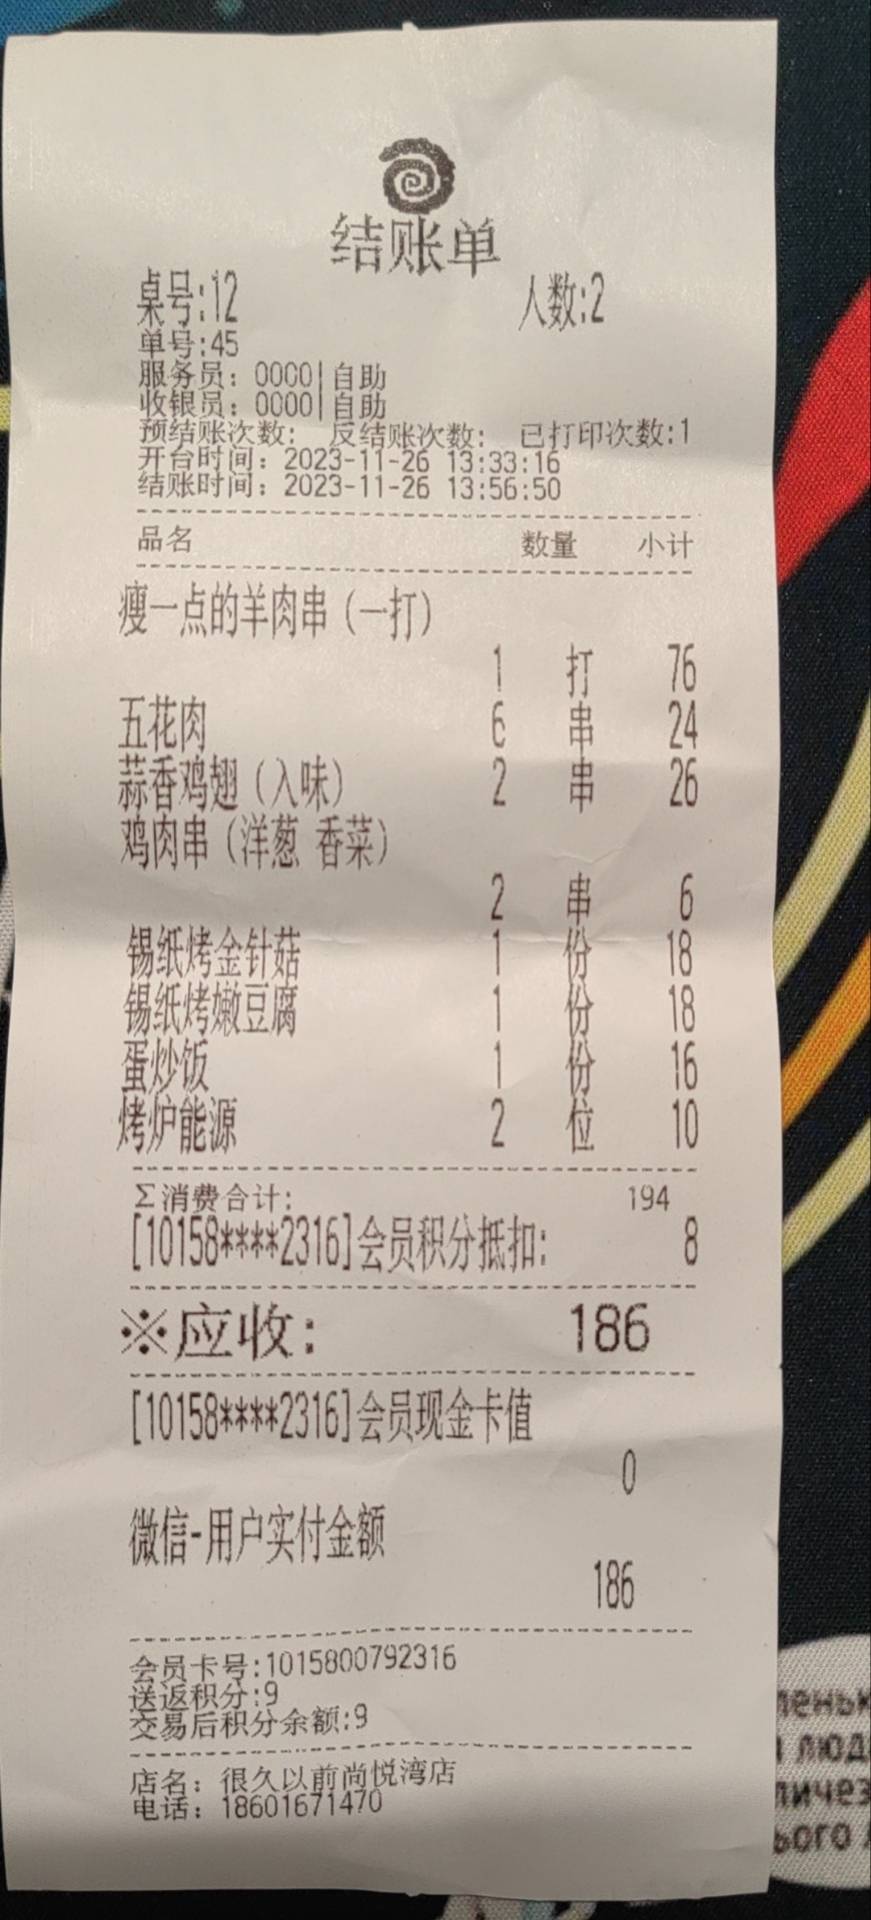 结账单
桌号:12 人数:2
单号:45
服务员: 0000|自助
收银员: 0000|自助
预结账次数: 反结账次数: 已打印次数:1
开台时间: 2023-11-26 13:33:16
结账时间: 2023-11-26 13:56:50
品名 数量 小计
瘦一点的羊肉串(一打)
1 打 76
五花肉 6 串 24
蒜香鸡翅(入味) 2 串 26
鸡肉串(洋葱 香菜)
2 串 6
锡纸烤金针菇 1 份 18
锡纸烤嫩豆腐 1 份 18
蛋炒饭 1 份 16
烤炉能源 2 位 10
Σ消费合计: 194
[10158****2316]会员积分抵扣: 8
※应收: 186
[10158****2316]会员现金卡值
0
微信-用户实付金额
186
会员卡号:1015800792316
送返积分:9
交易后积分余额:9
店名: 很久以前尚悦湾店
电话: 18601671470